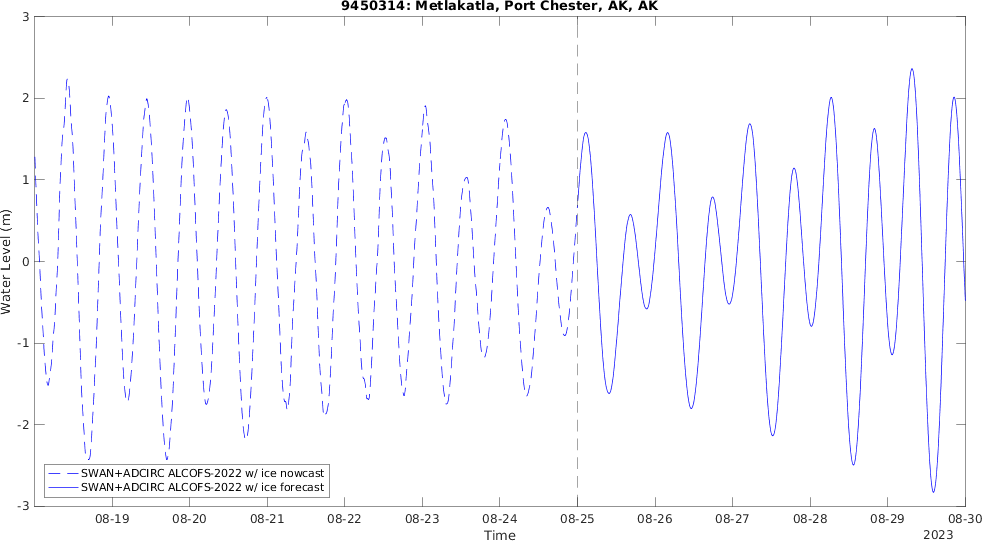 9450314: Metlakatla, Port Chester, AK, AK
3
2
1
0
-1
-2
-3
Water Level (m)
SWAN+ADCIRC ALCOFS-2022 w/ ice nowcast
SWAN+ADCIRC ALCOFS-2022 w/ ice forecast
08-19 08-20 08-21 08-22 08-23 08-24 08-25 08-26 08-27 08-28 08-29 08-30
Time
2023